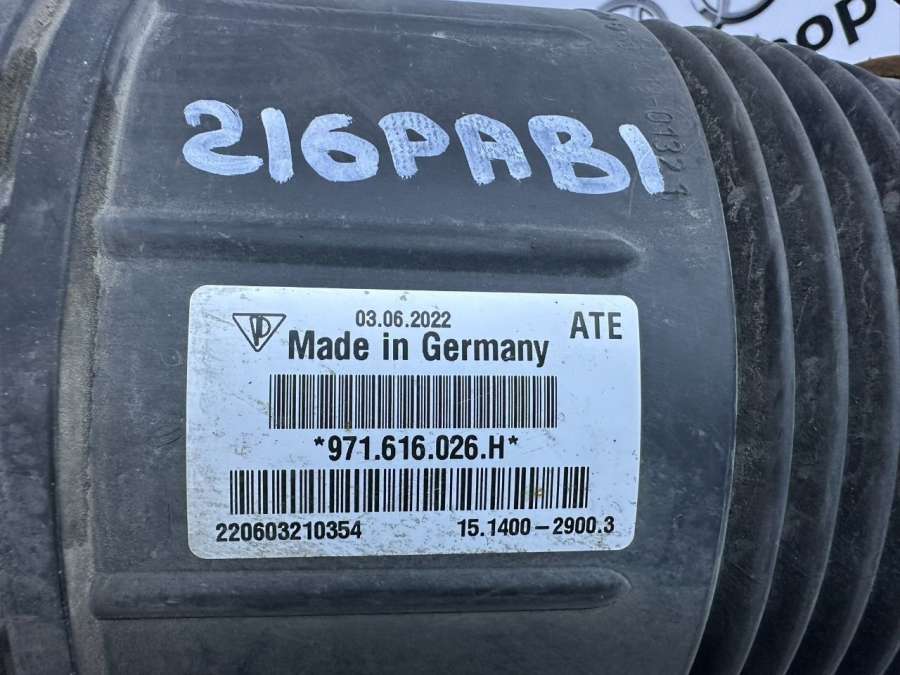 216PAB1
03.06.2022
ATE
Made in Germany
*971.616.026.H*
220603210354
15.1400-2900.3